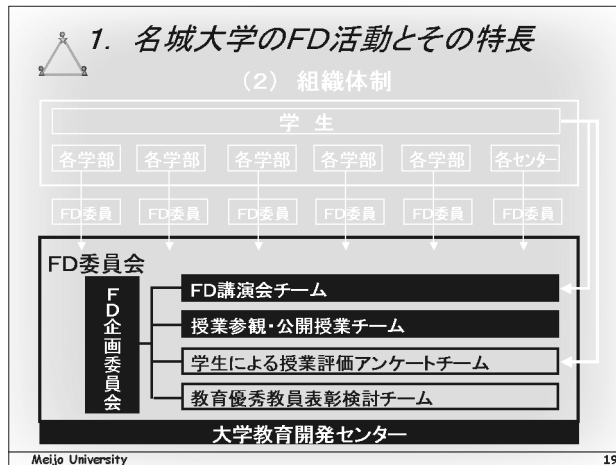 1. 名城大学のFD活動とその特長
(2) 組織体制
学 生
各学部 各学部 各学部 各学部 各学部 各センター
FD委員 FD委員 FD委員 FD委員 FD委員 FD委員
FD委員会
FD企画委員会
FD講演会チーム
授業参観・公開授業チーム
学生による授業評価アンケートチーム
教育優秀教員表彰検討チーム
大学教育開発センター
Meijo University 19